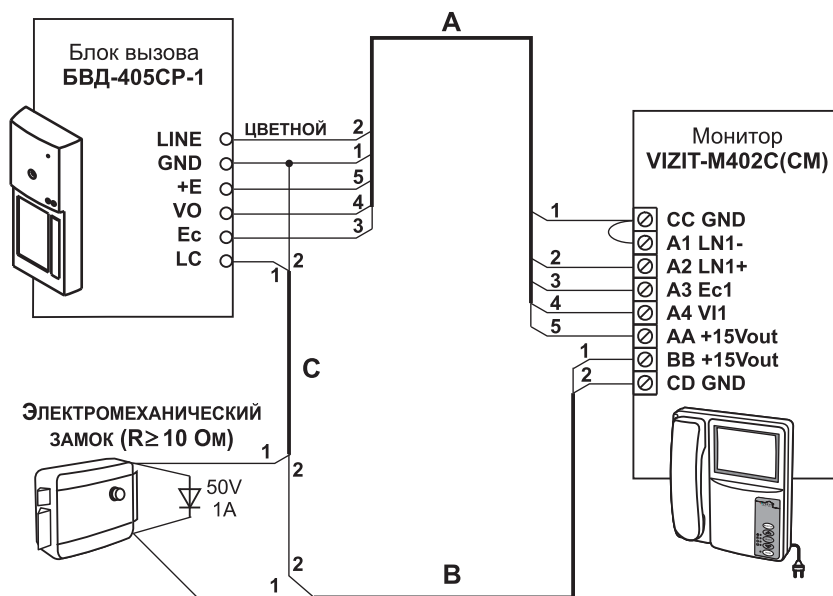 A
Блок вызова
БВД-405CP-1
LINE
GND
+E
VO
Ec
LC
ЦВЕТНОЙ
2
1
5
4
3
2
1
C
Монитор
VIZIT-M402C(CM)
1
2
3
4
5
1
2
CC GND
A1 LN1-
A2 LN1+
A3 Ec1
A4 VI1
AA +15Vout
BB +15Vout
CD GND
ЭЛЕКТРОМЕХАНИЧЕСКИЙ
ЗАМОК (R≥10 ОМ)
1
2
50V
1A
2
1
B